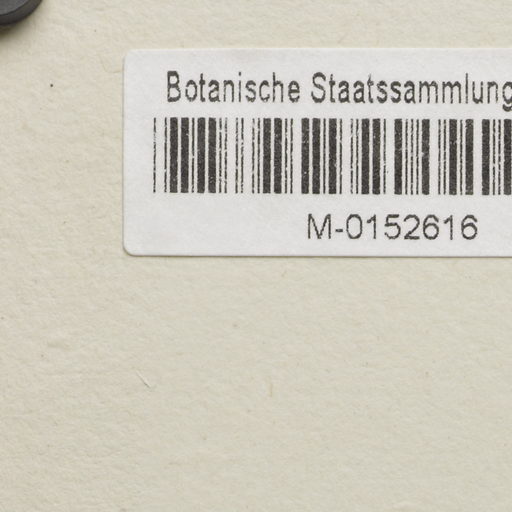 Botanische Staatssammlung
M-0152616